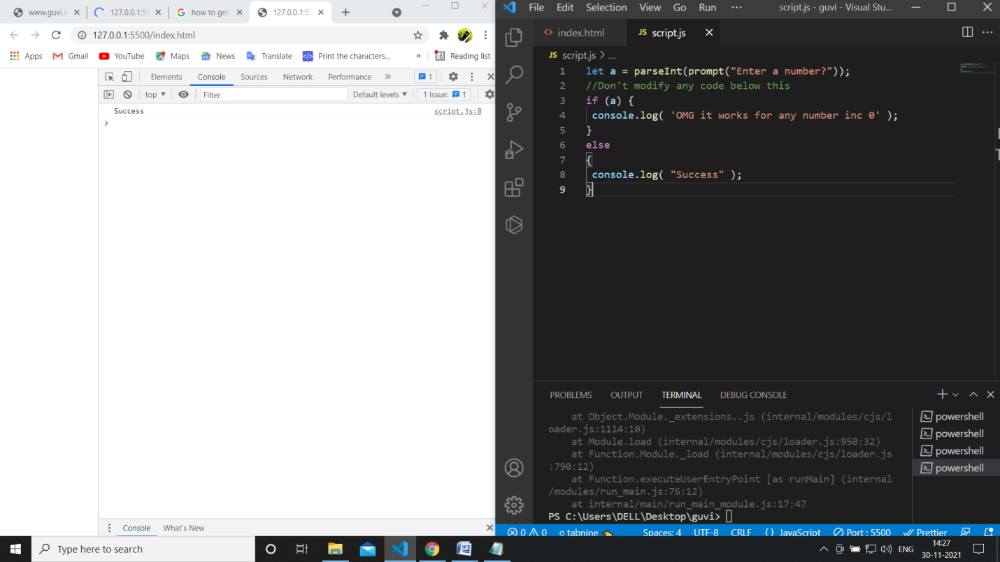 www.guvi.i
127.0.0.1:55
how to get
127.0.0.1:55
127.0.0.1:5500/index.html
Apps
Gmail
YouTube
Maps
News
Translate
Print the characters...
»
Reading list
Elements
Console
Sources
Network
Performance
»
1
top
Filter
Default levels
1 Issue:
1
Success
script.js:8
>
Console
What's New
File Edit Selection View Go Run ···
script.js - guvi - Visual Stu...
index.html
JS script.js
JS script.js > ...
1 let a = parseInt(prompt("Enter a number?"));
2 //Don't modify any code below this
3 if (a) {
4 console.log( 'OMG it works for any number inc 0' );
5 }
6 else
7 {
8 console.log( "Success" );
9 }
PROBLEMS OUTPUT TERMINAL DEBUG CONSOLE
at Object.Module._extensions..js (internal/modules/cjs/l
oader.js:1114:10)
at Module.load (internal/modules/cjs/loader.js:950:32)
at Function.Module._load (internal/modules/cjs/loader.js
:790:12)
at Function.executeUserEntryPoint [as runMain] (internal
/modules/run_main.js:76:12)
at internal/main/run_main_module.js:17:47
PS C:\Users\DELL\Desktop\guvi>
powershell
powershell
powershell
powershell
0 0 tabnine Spaces: 4 UTF-8 CRLF {} JavaScript Port : 5500 Prettier
Type here to search
ENG
14:27
30-11-2021